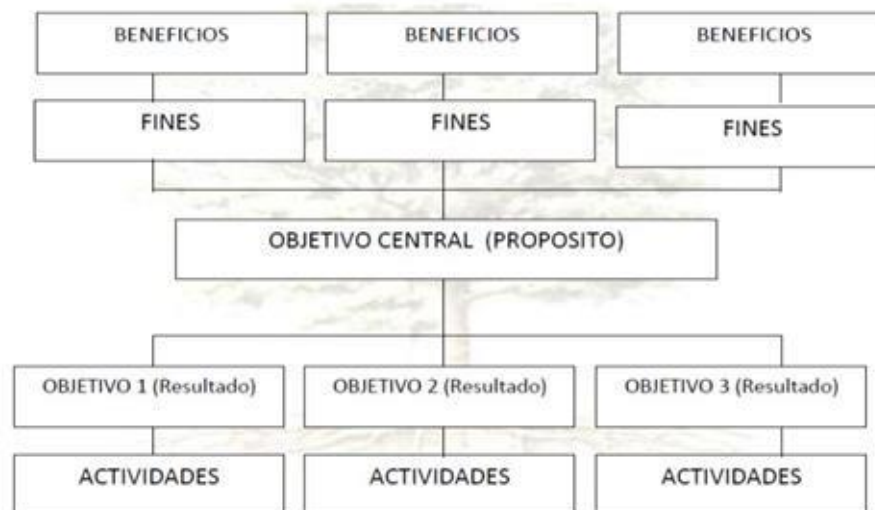 BENEFICIOS
BENEFICIOS
BENEFICIOS
FINES
FINES
FINES
OBJETIVO CENTRAL (PROPOSITO)
OBJETIVO 1 (Resultado)
OBJETIVO 2 (Resultado)
OBJETIVO 3 (Resultado)
ACTIVIDADES
ACTIVIDADES
ACTIVIDADES